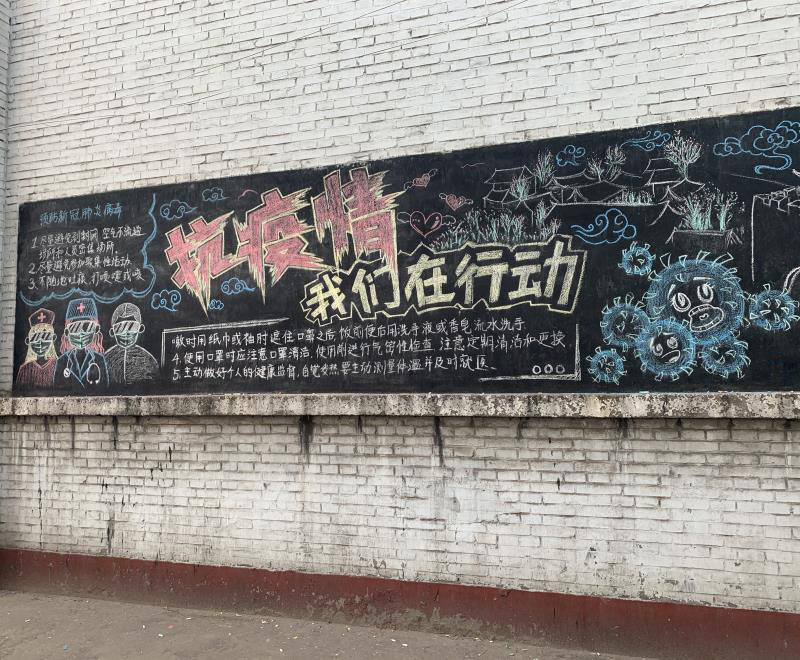 预防新冠肺炎病毒
1. 尽量避免到封闭、空气不流通
场所和人员密集场所。
2. 尽量避免参加聚集性活动
3. 不随地吐痰 打喷嚏或咳
抗疫情
我们在行动
嗽时用纸巾或袖肘遮住 口罩之后 饭前便后用洗手液或香皂 流水洗手
4. 使用口罩时应注意口罩清洁, 使用前进行气密性检查 注意定期清洁和更换
5. 主动做好个人的健康监督, 自觉发热要主动测量体温并及时就医。